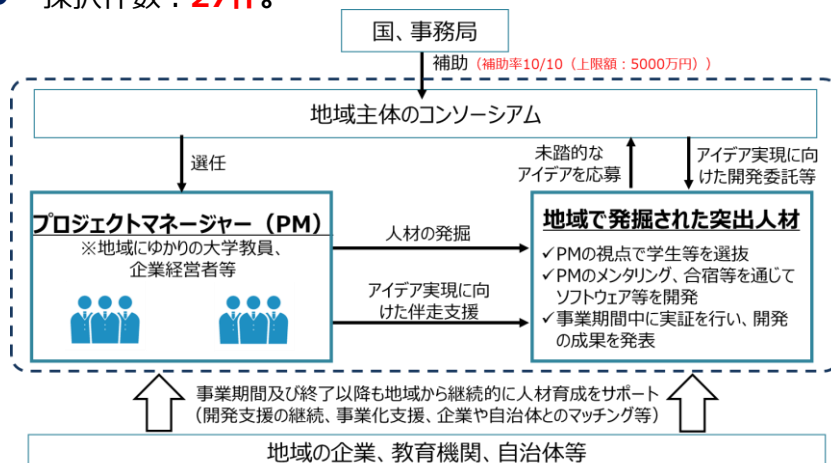 採択件数：27件。
国、事務局
補助（補助率10/10（上限額：5000万円））
地域主体のコンソーシアム
選任
未踏的な
アイデアを応募
アイデア実現に向
けた開発委託等
プロジェクトマネージャー（PM）
※地域にゆかりの大学教員、
企業経営者等
人材の発掘
アイデア実現に向
けた伴走支援
地域で発掘された突出人材
✓PMの視点で学生等を選抜
✓PMのメンタリング、合宿等を通じて
ソフトウェア等を開発
✓事業期間中に実証を行い、開発
の成果を発表
事業期間及び終了以降も地域から継続的に人材育成をサポート
（開発支援の継続、事業化支援、企業や自治体とのマッチング等）
地域の企業、教育機関、自治体等